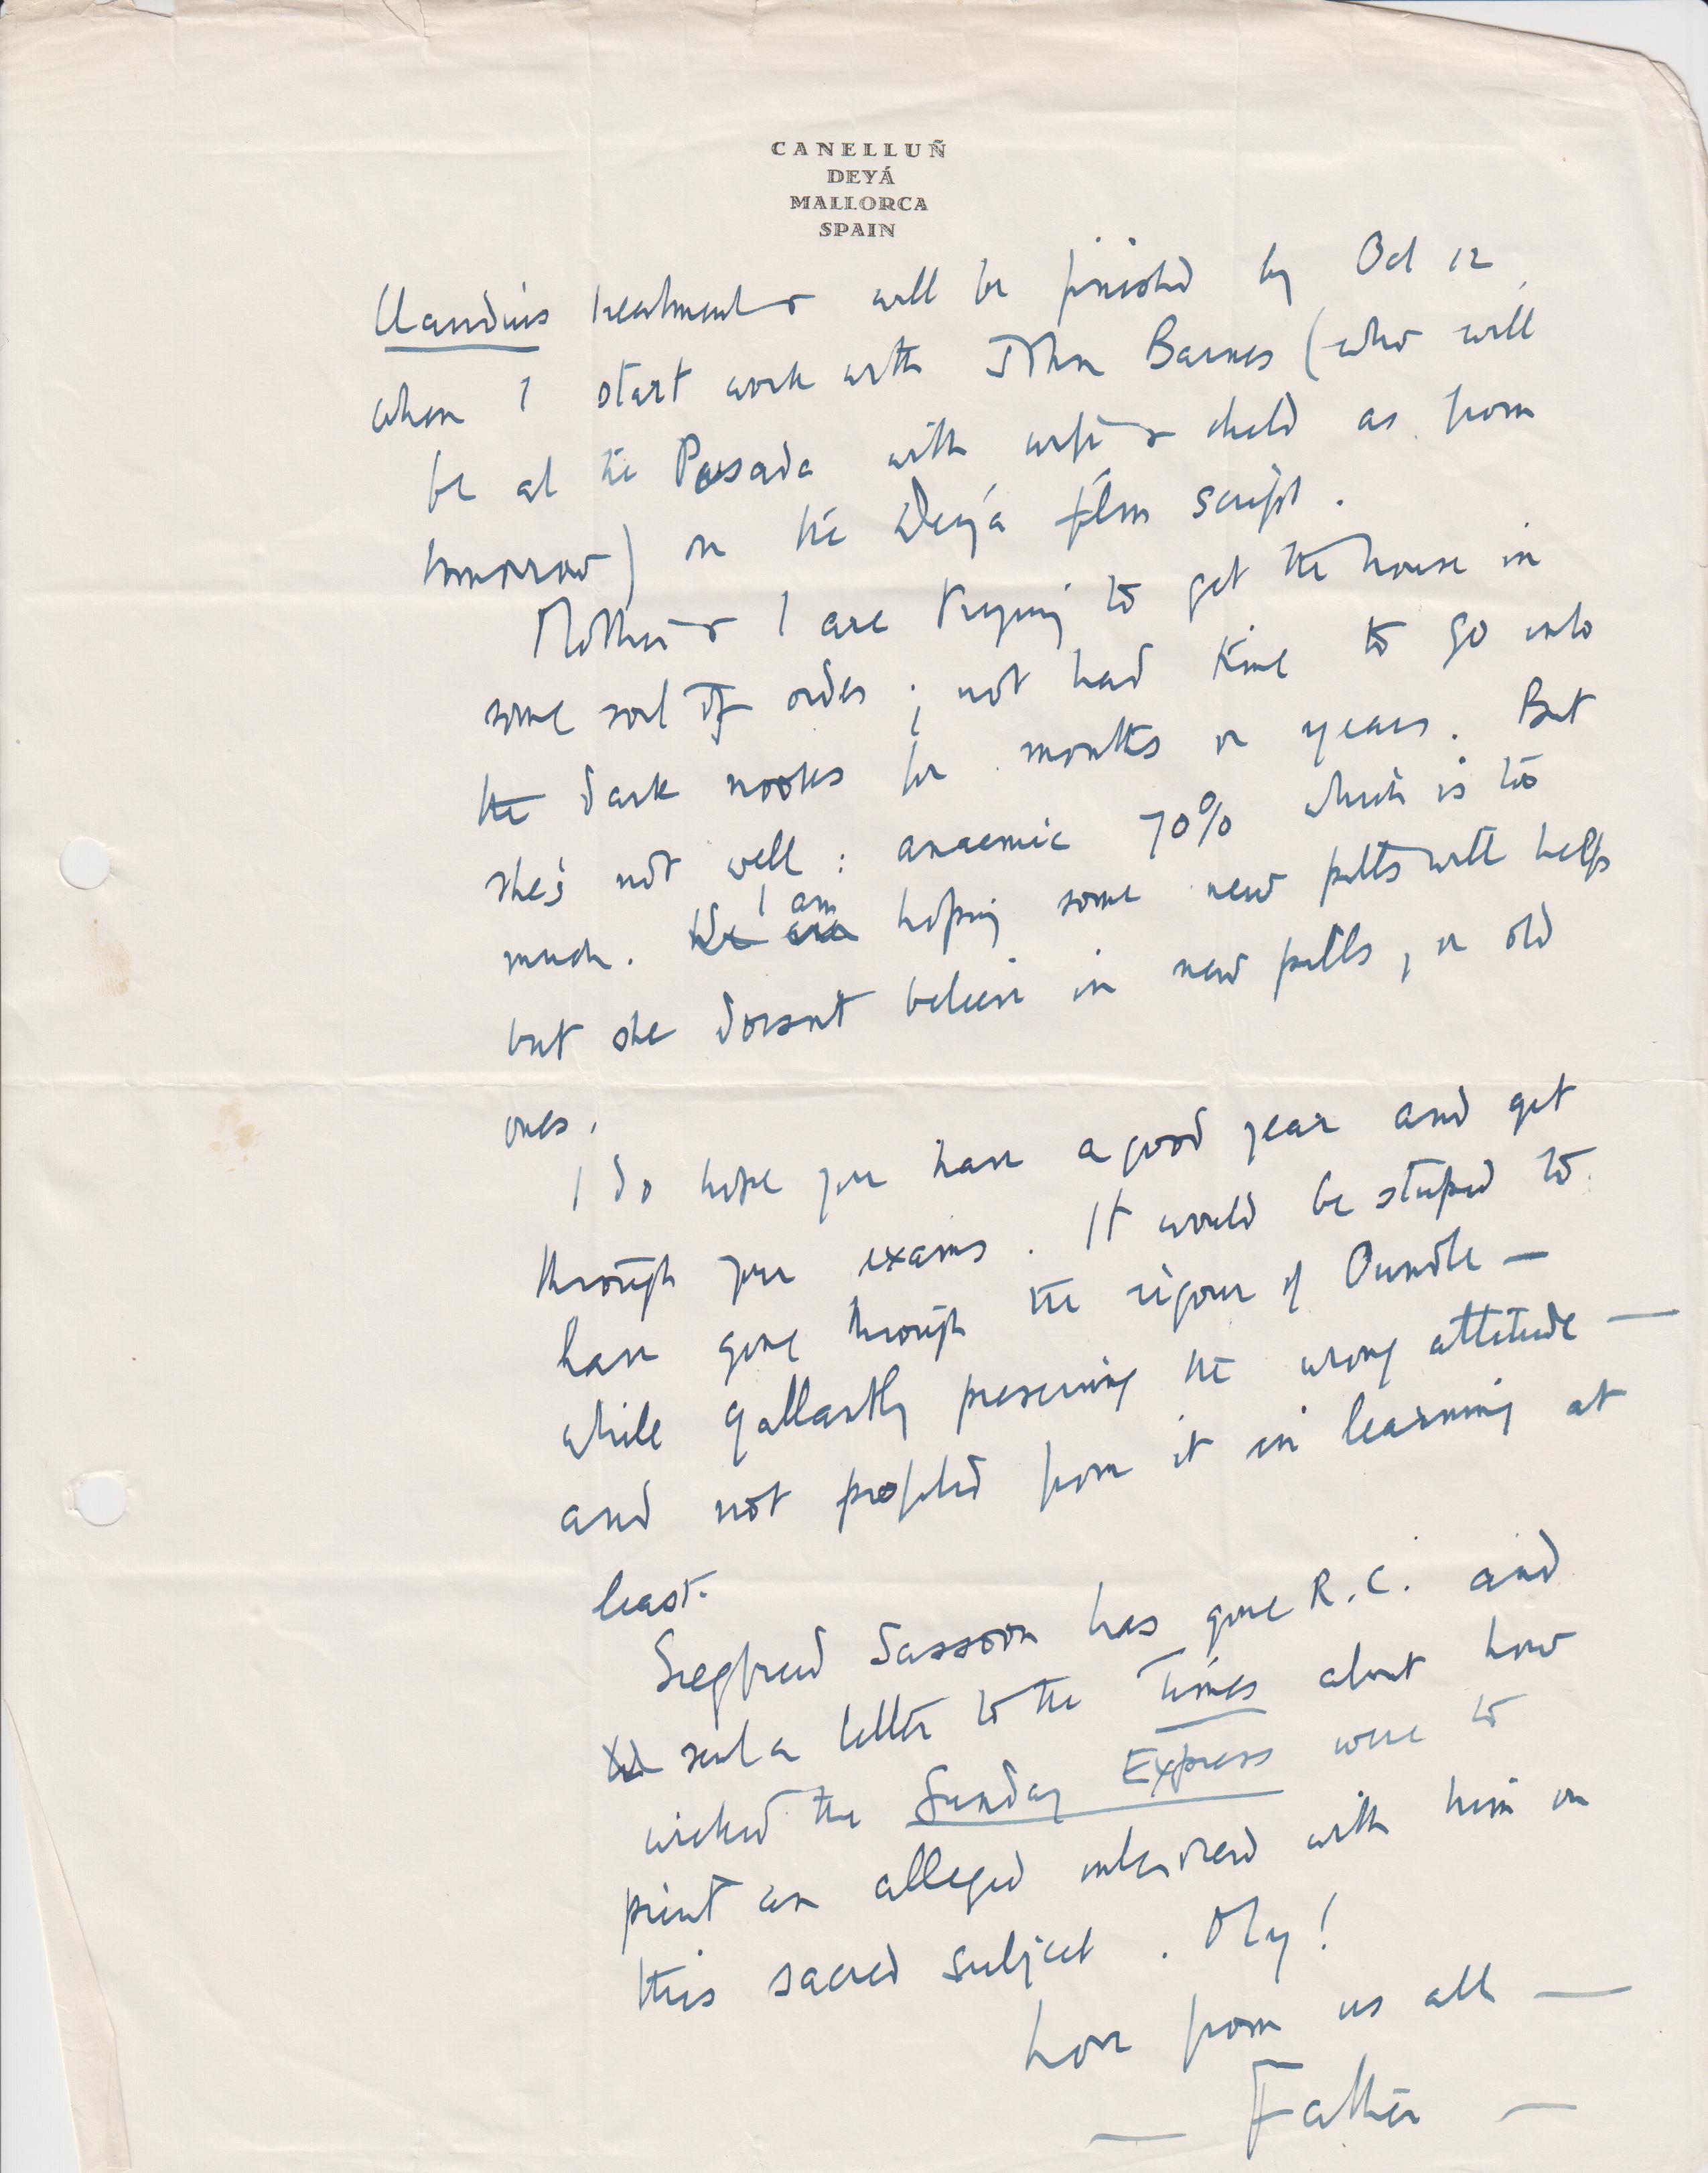 CANELLUÑ
DEYÁ
MALLORCA
SPAIN
Claudius treatment will be finished by Oct 12,
when I start work with John Barnes (who will
be at the Posada with wife & child as from
tomorrow) on the Deyá film script.
Mother & I are trying to get the house in
some sort of order; not had time to go into
the dark nooks for months or years. But
she's not well: anaemic 70% which is too
much. I am hoping some new pills will help
but she doesn't believe in new pills, or old
ones.
I do hope you have a good year and get
through your exams. It would be stupid to
have gone through the rigour of Oundle —
while gallantly preserving the wrong attitude —
and not profited from it in learning at
least.
Siegfried Sassoon has gone R.C. and
sent a letter to the Times about how
wicked the Sunday Express were to
print an alleged interview with him on
this sacred subject. My!
Love from us all —
— Father —